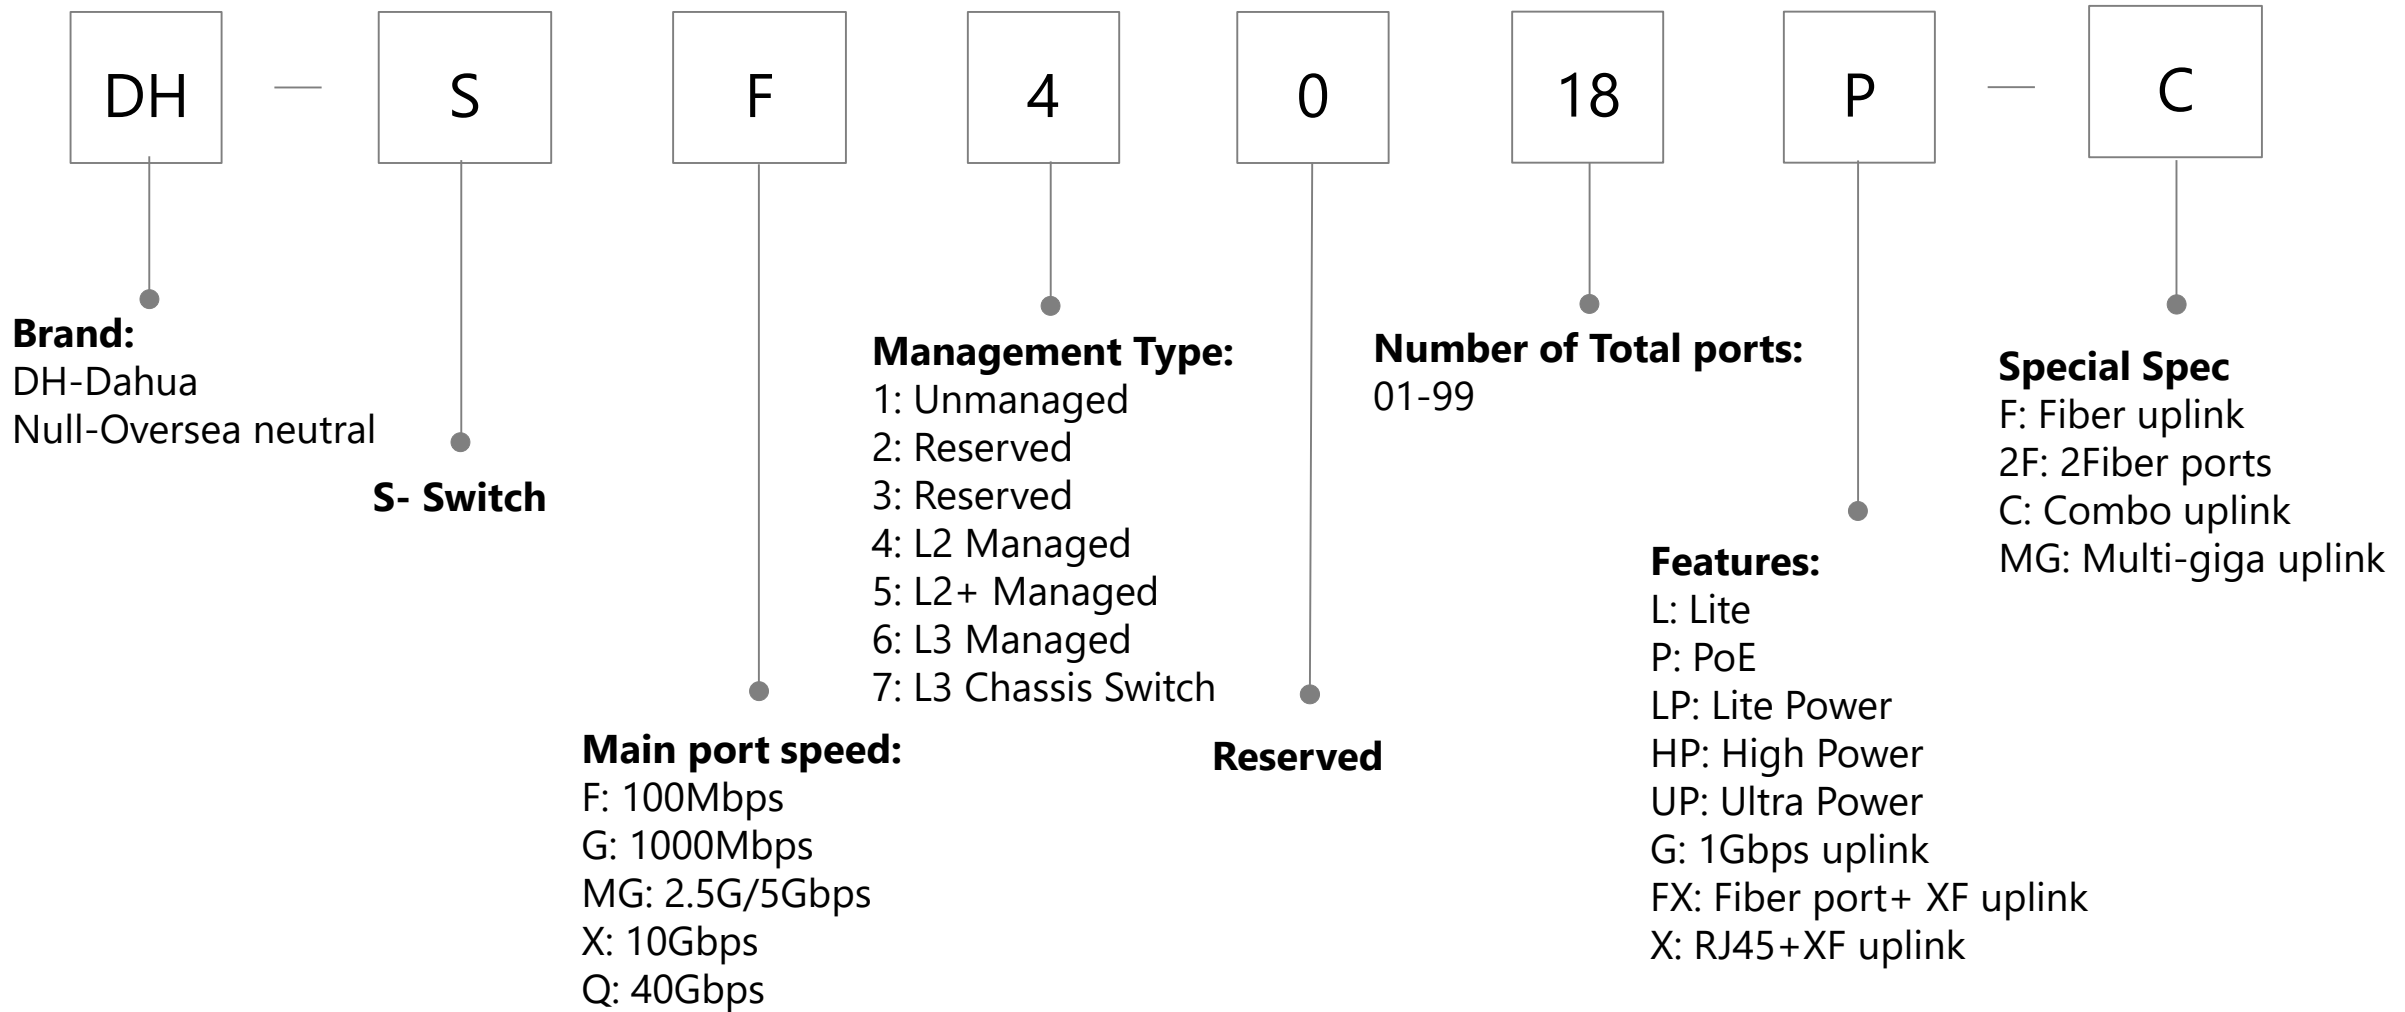 DH — S F 4 0 18 P — C
Brand:
DH-Dahua
Null-Oversea neutral
S- Switch
Main port speed:
F: 100Mbps
G: 1000Mbps
MG: 2.5G/5Gbps
X: 10Gbps
Q: 40Gbps
Management Type:
1: Unmanaged
2: Reserved
3: Reserved
4: L2 Managed
5: L2+ Managed
6: L3 Managed
7: L3 Chassis Switch
Reserved
Number of Total ports:
01-99
Features:
L: Lite
P: PoE
LP: Lite Power
HP: High Power
UP: Ultra Power
G: 1Gbps uplink
FX: Fiber port+ XF uplink
X: RJ45+XF uplink
Special Spec
F: Fiber uplink
2F: 2Fiber ports
C: Combo uplink
MG: Multi-giga uplink